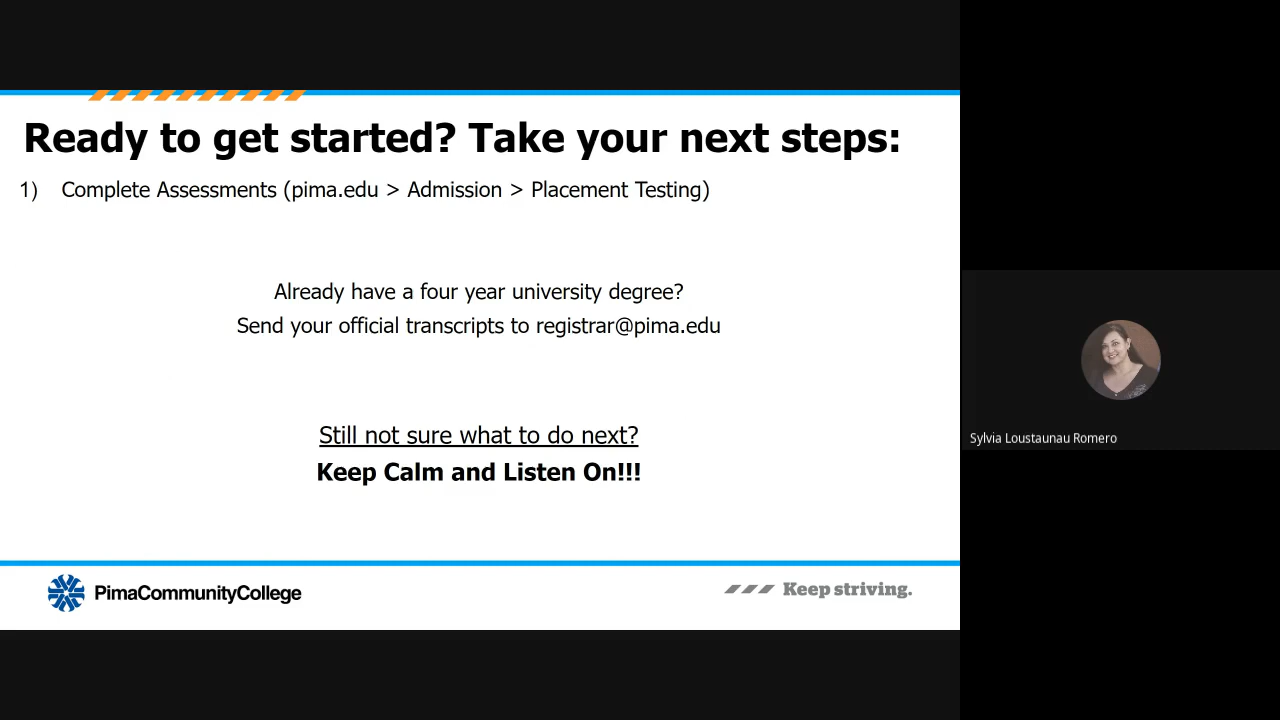 Ready to get started? Take your next steps:
1) Complete Assessments (pima.edu > Admission > Placement Testing)
Already have a four year university degree?
Send your official transcripts to registrar@pima.edu
Still not sure what to do next?
Keep Calm and Listen On!!!
PimaCommunityCollege
Keep striving.
Sylvia Loustaunau Romero